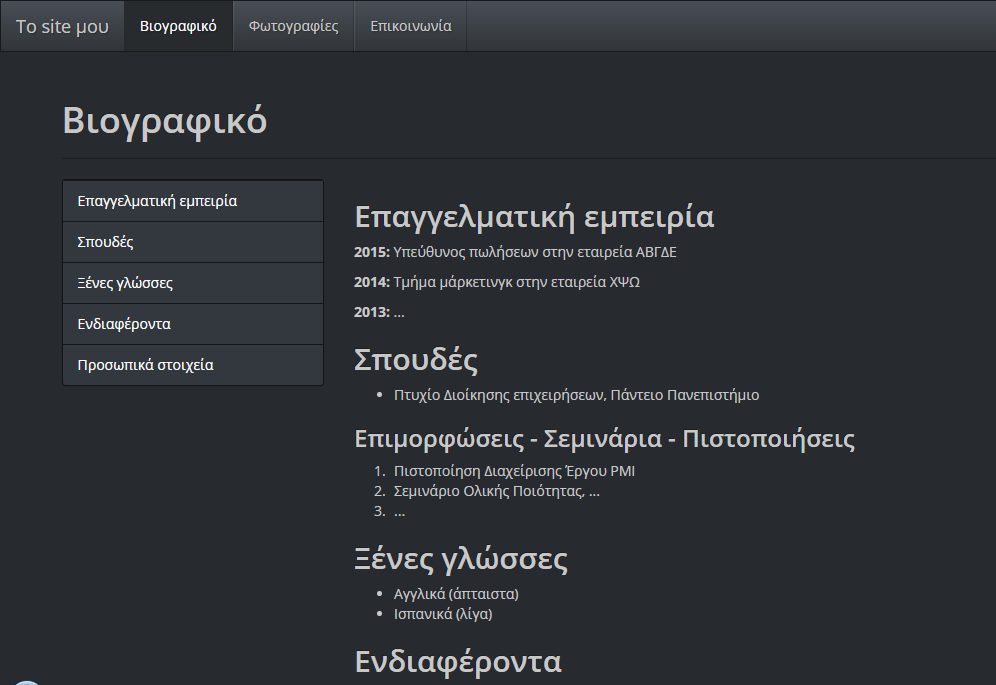 Το site μου
Βιογραφικό
Φωτογραφίες
Επικοινωνία
Βιογραφικό
Επαγγελματική εμπειρία
Σπουδές
Ξένες γλώσσες
Ενδιαφέροντα
Προσωπικά στοιχεία
Επαγγελματική εμπειρία
2015: Υπεύθυνος πωλήσεων στην εταιρεία ΑΒΓΔΕ
2014: Τμήμα μάρκετινγκ στην εταιρεία ΧΨΩ
2013: ...
Σπουδές
• Πτυχίο Διοίκησης επιχειρήσεων, Πάντειο Πανεπιστήμιο
Επιμορφώσεις - Σεμινάρια - Πιστοποιήσεις
1. Πιστοποίηση Διαχείρισης Έργου PMI
2. Σεμινάριο Ολικής Ποιότητας, ...
3. ...
Ξένες γλώσσες
• Αγγλικά (άπταιστα)
• Ισπανικά (λίγα)
Ενδιαφέροντα